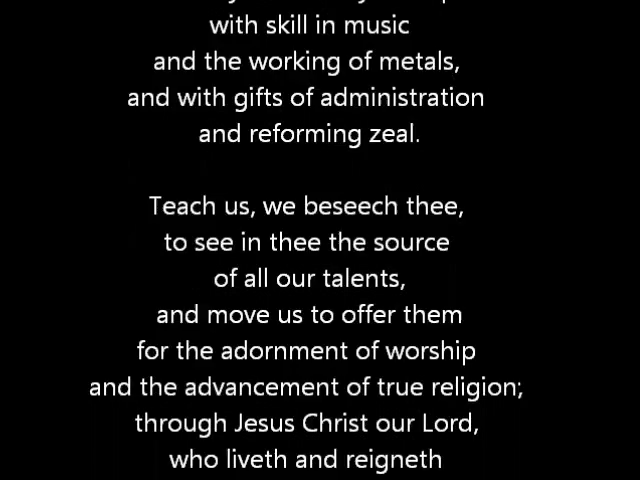 with skill in music
and the working of metals,
and with gifts of administration
and reforming zeal.
Teach us, we beseech thee,
to see in thee the source
of all our talents,
and move us to offer them
for the adornment of worship
and the advancement of true religion;
through Jesus Christ our Lord,
who liveth and reigneth